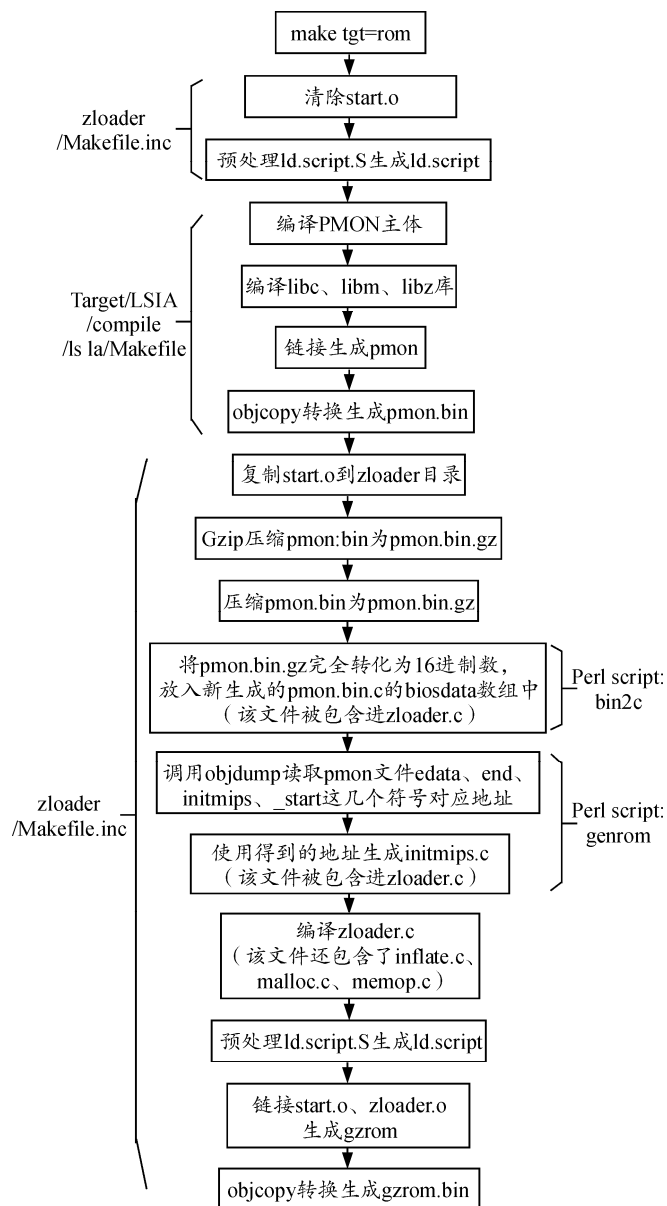 make tgt=rom
清除start.o
zloader
/Makefile.inc
预处理ld.script.S生成ld.script
编译PMON主体
编译libc、libm、libz库
Target/LSIA
/compile
/ls la/Makefile
链接生成pmon
objcopy转换生成pmon.bin
复制start.o到zloader目录
Gzip压缩pmon:bin为pmon.bin.gz
压缩pmon.bin为pmon.bin.gz
将pmon.bin.gz完全转化为16进制数，
放入新生成的pmon.bin.c的biosdata数组中
（该文件被包含进zloader.c）
Perl script:
bin2c
调用objdump读取pmon文件edata、end、
initmips、_start这几个符号对应地址
zloader
/Makefile.inc
Perl script:
genrom
使用得到的地址生成initmips.c
（该文件被包含进zloader.c）
编译zloader.c
（该文件还包含了inflate.c、
malloc.c、memop.c）
预处理ld.script.S生成ld.script
链接start.o、zloader.o
生成gzrom
objcopy转换生成gzrom.bin